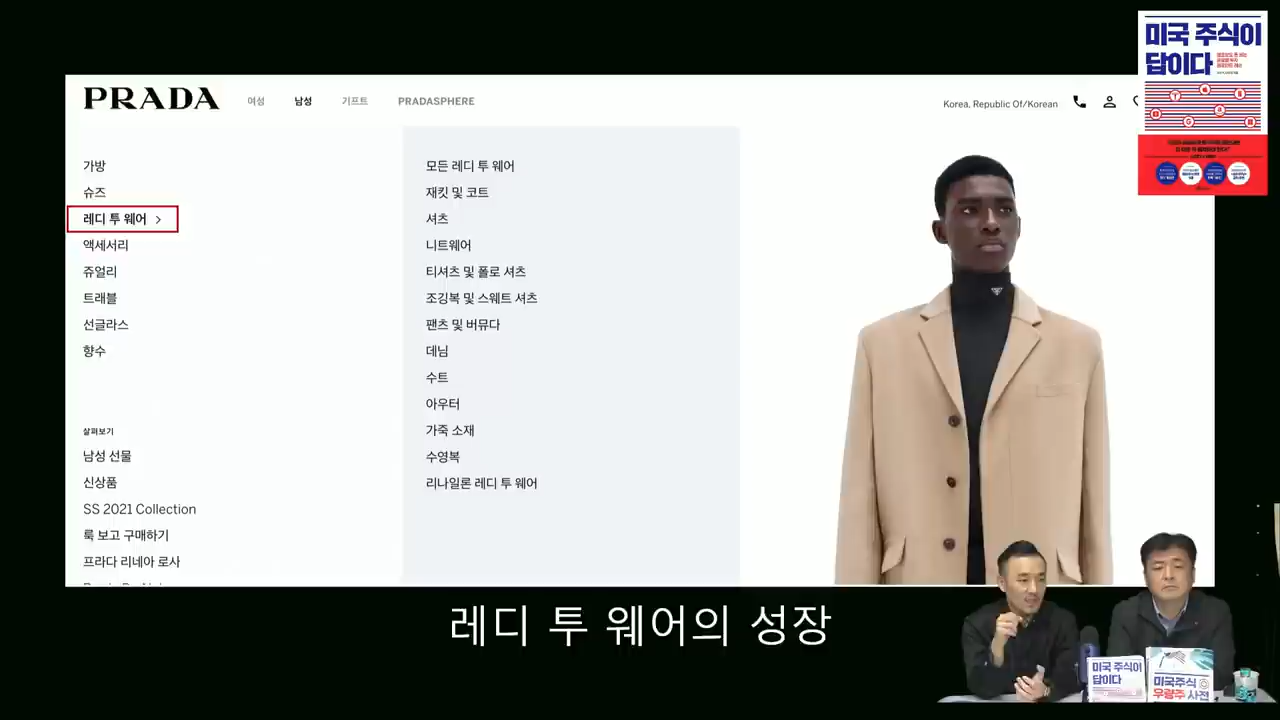 PRADA
여성
남성
기프트
PRADASPHERE
Korea, Republic Of/Korean
가방
슈즈
레디 투 웨어 >
액세서리
쥬얼리
트래블
선글라스
향수
살펴보기
남성 선물
신상품
SS 2021 Collection
룩 보고 구매하기
프라다 리네아 로사
모든 레디 투 웨어
재킷 및 코트
셔츠
니트웨어
티셔츠 및 폴로 셔츠
조깅복 및 스웨트 셔츠
팬츠 및 버뮤다
데님
수트
아우터
가죽 소재
수영복
리나일론 레디 투 웨어
미국 주식이
답이다
레디 투 웨어의 성장
미국 주식이
답이다
미국주식
우량주 사전